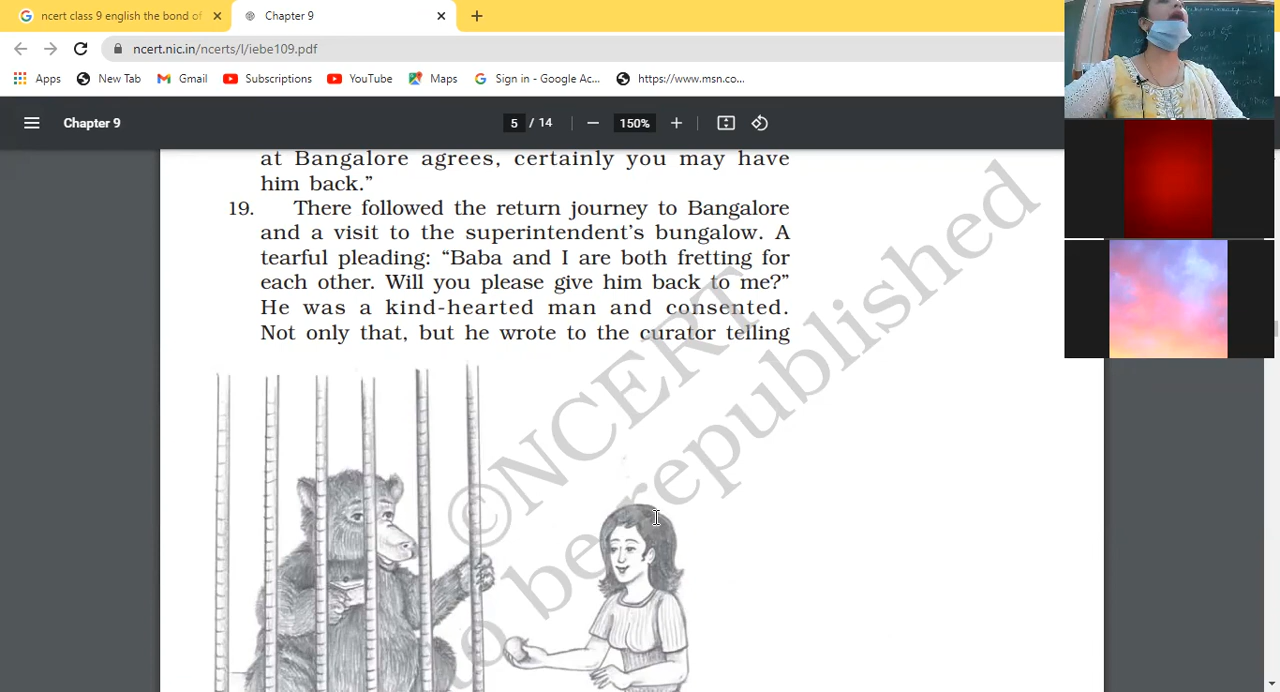 ncert class 9 english the bond of
Chapter 9
ncert.nic.in/ncerts/l/iebe109.pdf
Apps
New Tab
Gmail
Subscriptions
YouTube
Maps
Sign in - Google Ac...
https://www.msn.co...
Chapter 9
5 / 14
150%
at Bangalore agrees, certainly you may have
him back.”
19. There followed the return journey to Bangalore
and a visit to the superintendent’s bungalow. A
tearful pleading: “Baba and I are both fretting for
each other. Will you please give him back to me?”
He was a kind-hearted man and consented.
Not only that, but he wrote to the curator telling
©NCERT
to be republished